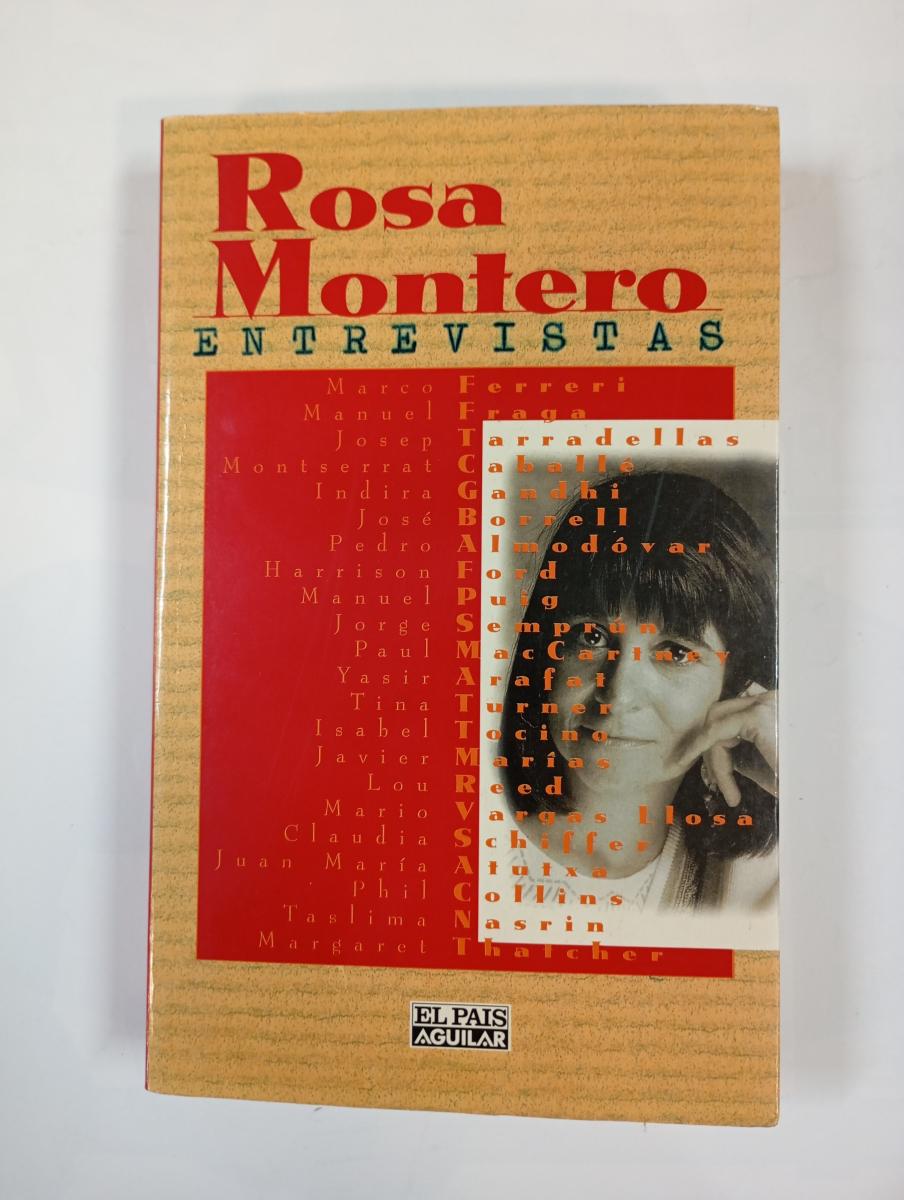 Rosa
Montero
ENTREVISTAS
Marco Ferreri
Manuel Fraga
Josep Tarradellas
Montserrat Caballé
Indira Gandhi
José Borrell
Pedro Almodóvar
Harrison Ford
Manuel Puig
Jorge Semprún
Paul MacCartney
Yasir Arafat
Tina Turner
Isabel Tocino
Javier Marías
Lou Reed
Mario Vargas Llosa
Claudia Schiffer
Juan María Atutxa
Phil Collins
Taslima Nasrin
Margaret Thatcher
EL PAIS
AGUILAR